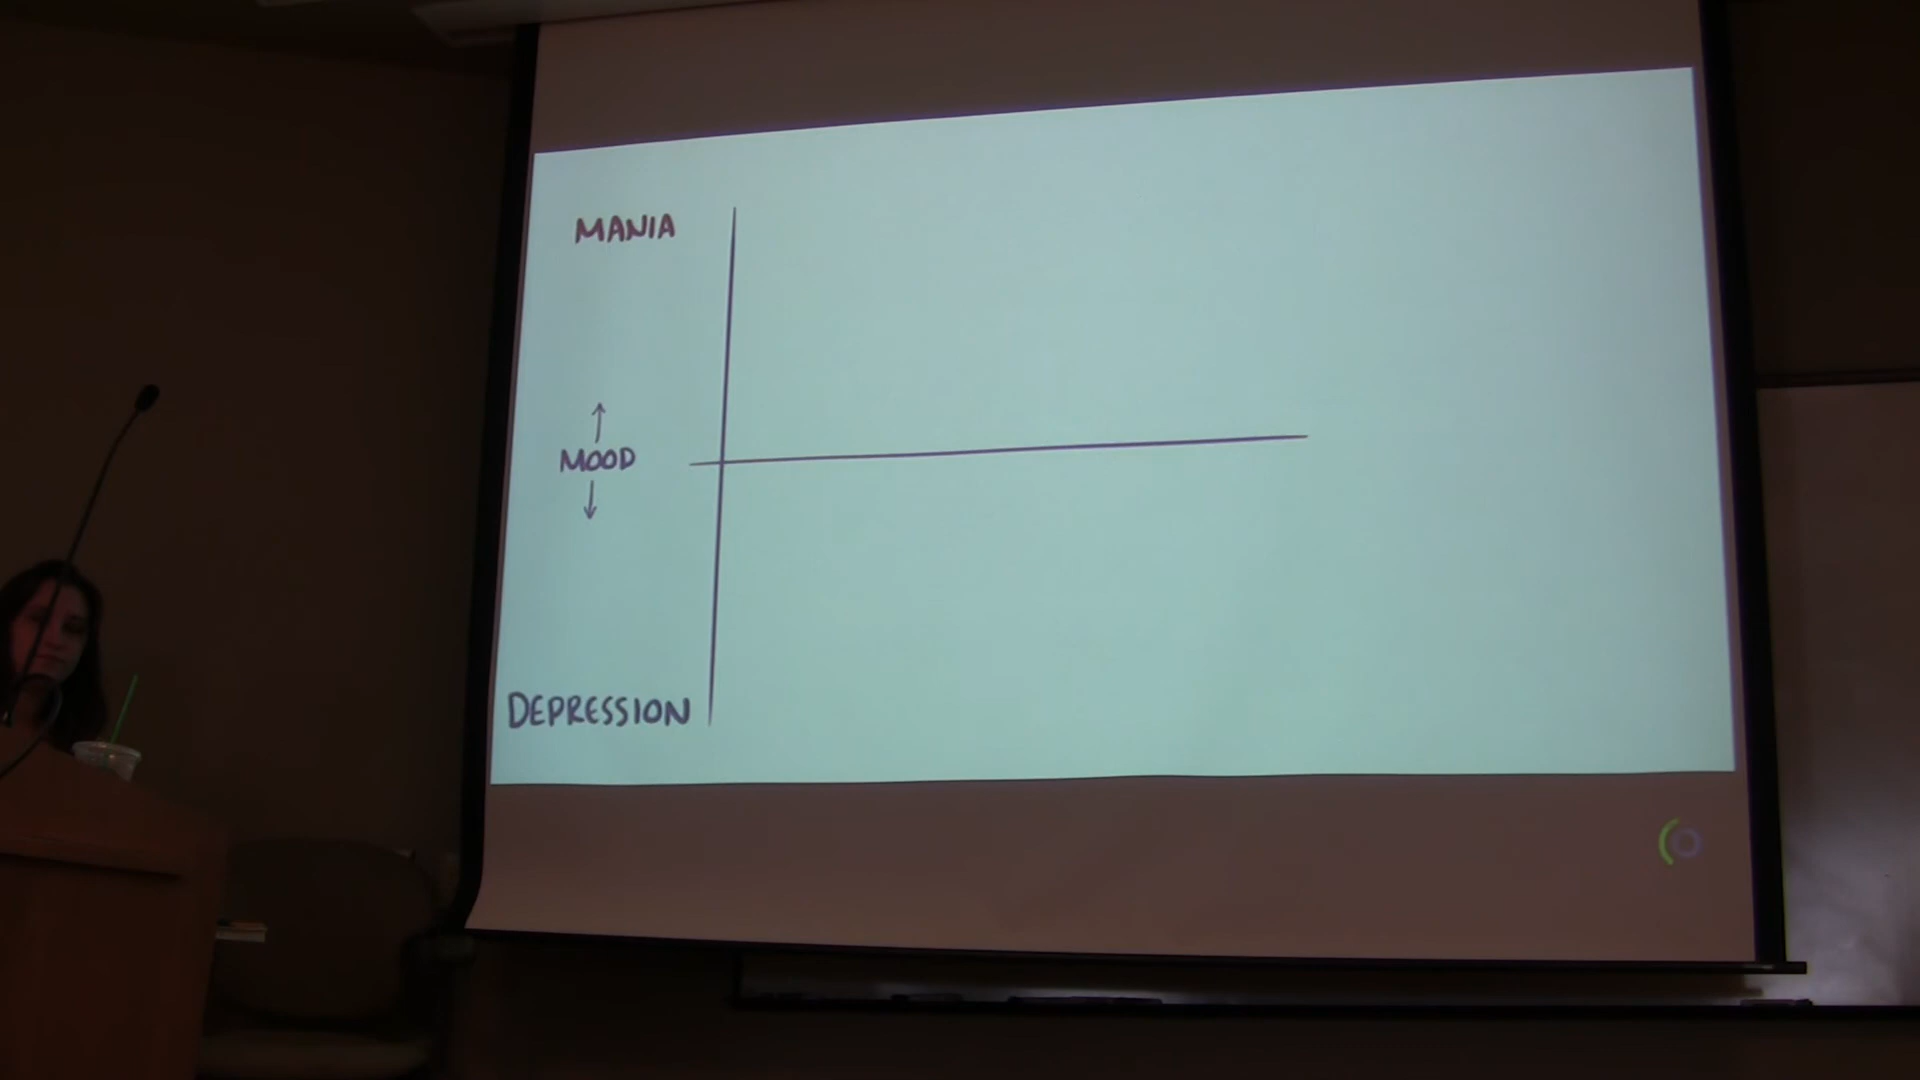 MANIA
↑
MOOD
↓
DEPRESSION